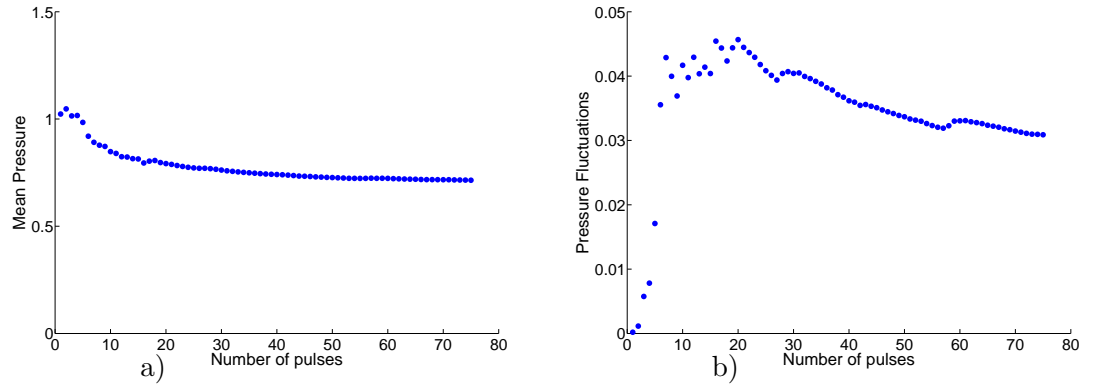 1.5
1
0.5
0
Mean Pressure
0 10 20 30 40 50 60 70 80
Number of pulses
a)
0.05
0.04
0.03
0.02
0.01
0
Pressure Fluctuations
0 10 20 30 40 50 60 70 80
Number of pulses
b)